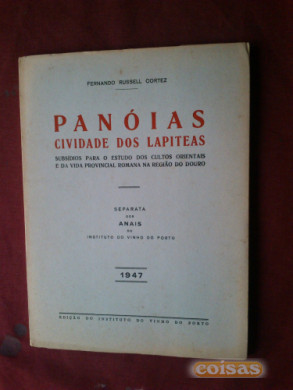 FERNANDO RUSSELL CORTEZ
PANÓIAS
CIVIDADE DOS LAPITEAS
SUBSÍDIOS PARA O ESTUDO DOS CULTOS ORIENTAIS
E DA VIDA PROVINCIAL ROMANA NA REGIÃO DO DOURO
SEPARATA
DOS
ANAIS
DO
INSTITUTO DO VINHO DO PORTO
1947
EDIÇÃO DO INSTITUTO DO VINHO DO PORTO
coisas